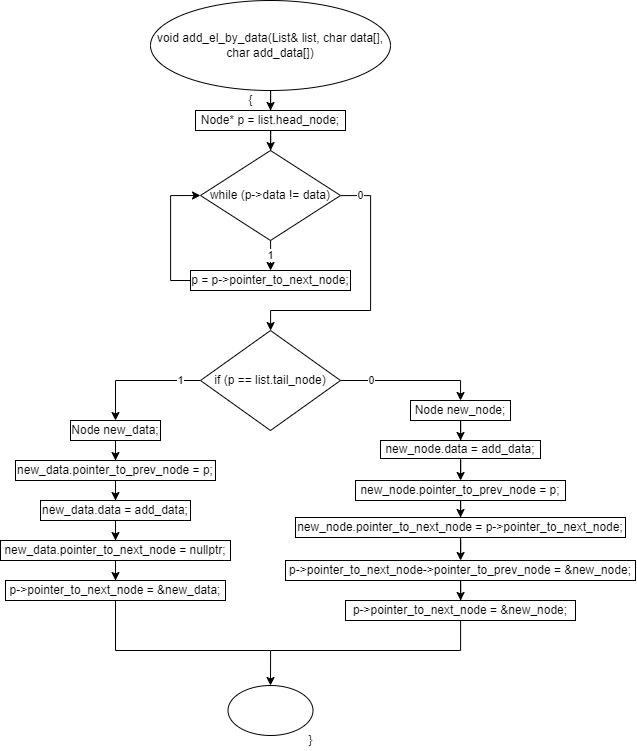 void add_el_by_data(List& list, char data[],
char add_data[])
{
Node* p = list.head_node;
while (p->data != data)
0
1
p = p->pointer_to_next_node;
if (p == list.tail_node)
1
0
Node new_data;
new_data.pointer_to_prev_node = p;
new_data.data = add_data;
new_data.pointer_to_next_node = nullptr;
p->pointer_to_next_node = &new_data;
Node new_node;
new_node.data = add_data;
new_node.pointer_to_prev_node = p;
new_node.pointer_to_next_node = p->pointer_to_next_node;
p->pointer_to_next_node->pointer_to_prev_node = &new_node;
p->pointer_to_next_node = &new_node;
}